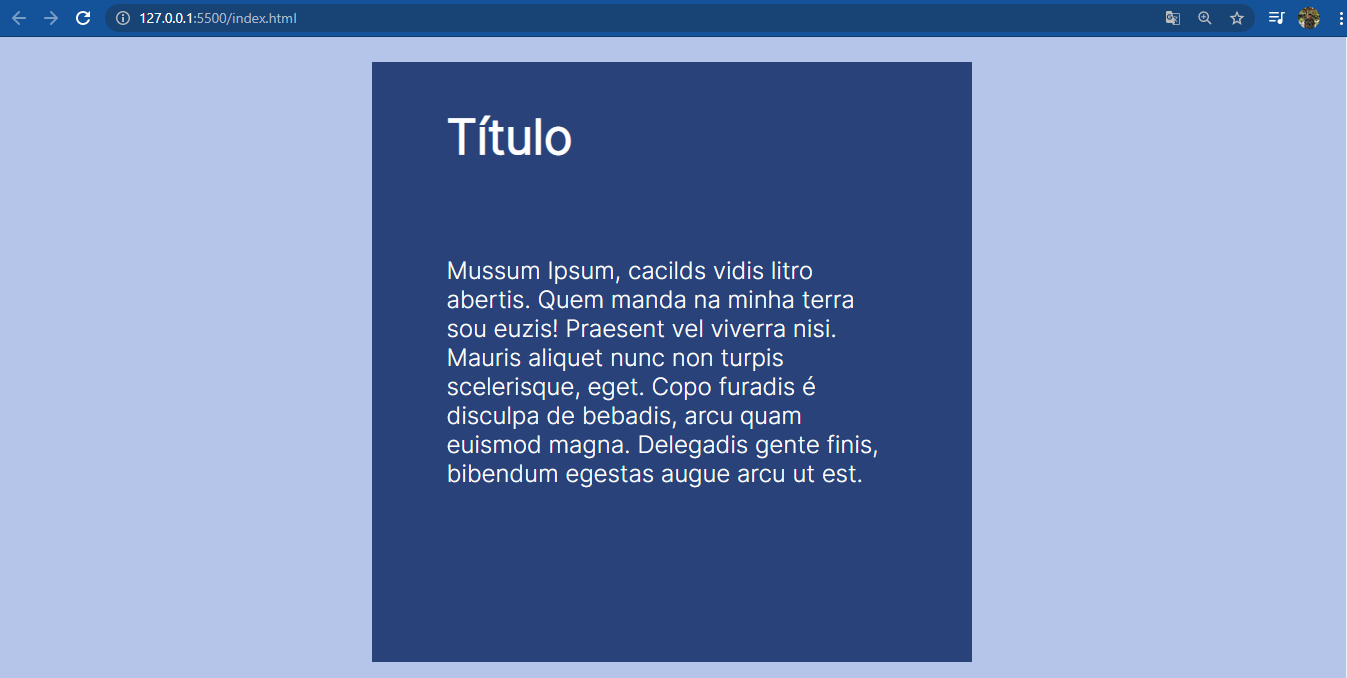 127.0.0.1:5500/index.html
Título
Mussum Ipsum, cacilds vidis litro
abertis. Quem manda na minha terra
sou euzis! Praesent vel viverra nisi.
Mauris aliquet nunc non turpis
scelerisque, eget. Copo furadis é
disculpa de bebadis, arcu quam
euismod magna. Delegadis gente finis,
bibendum egestas augue arcu ut est.